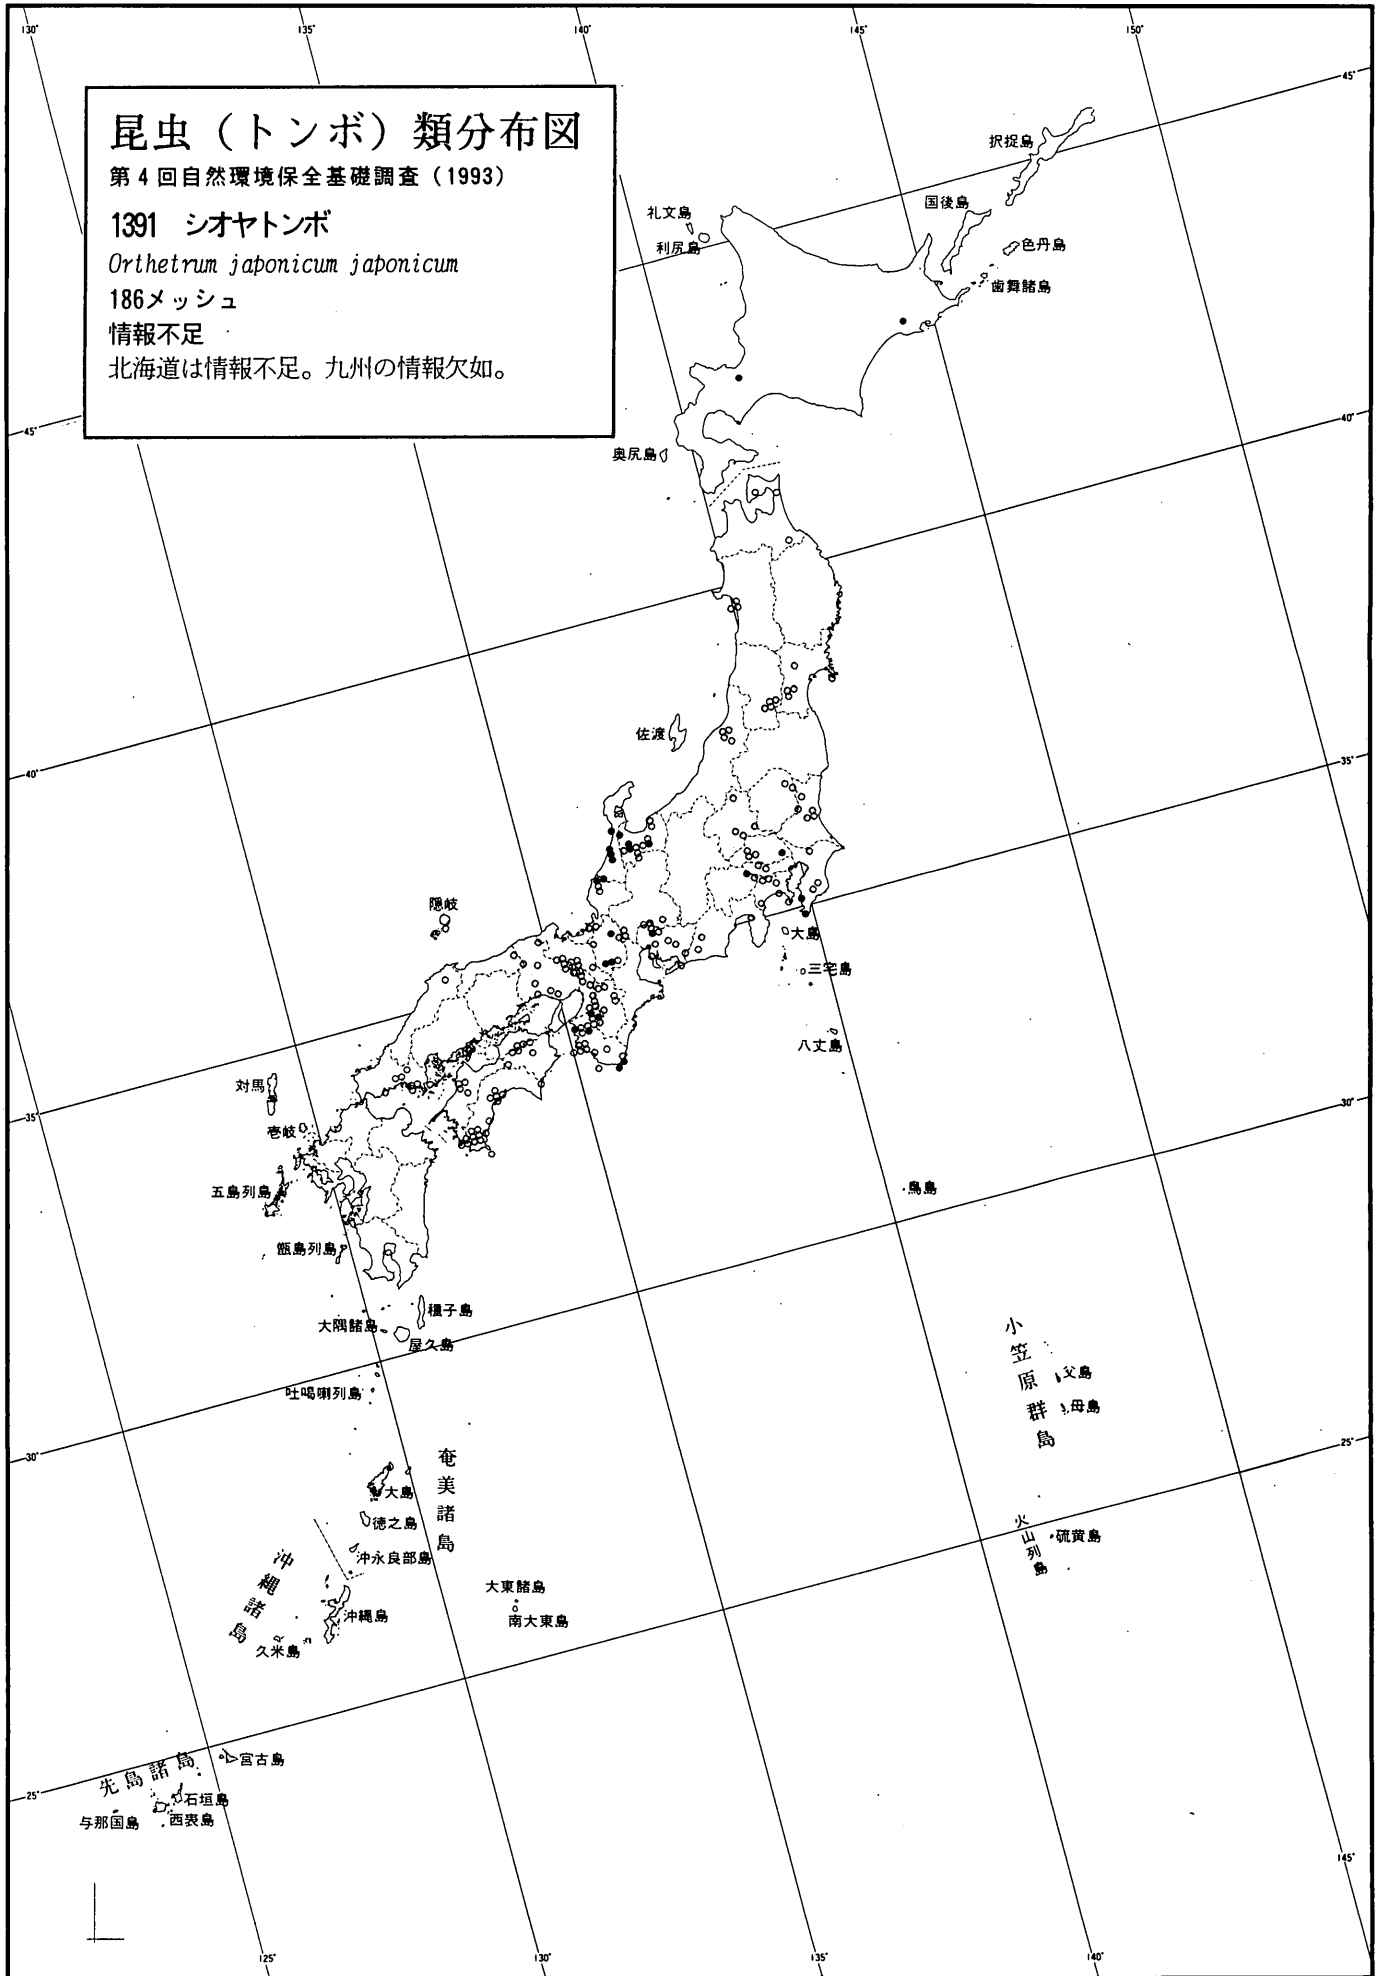 130°
135°
140°
145°
150°
45°
昆虫（トンボ）類分布図
第４回自然環境保全基礎調査（1993）
1391 シオヤトンボ
Orthetrum japonicum japonicum
186メッシュ
情報不足
北海道は情報不足。九州の情報欠如。
択捉島
国後島
礼文島
利尻島
色丹島
歯舞諸島
45°
40°
奥尻島
佐渡
40°
35°
隠岐
大島
三宅島
八丈島
対馬
35°
壱岐
30°
五島列島
鳥島
甑島列島
種子島
大隅諸島
屋久島
吐喝喇列島
小笠原群島
父島
母島
30°
25°
奄美諸島
大島
徳之島
沖永良部島
沖縄諸島
沖縄島
久米島
大東諸島
南大東島
火山列島
硫黄島
先島諸島
宮古島
石垣島
西表島
与那国島
25°
145°
125°
130°
135°
140°